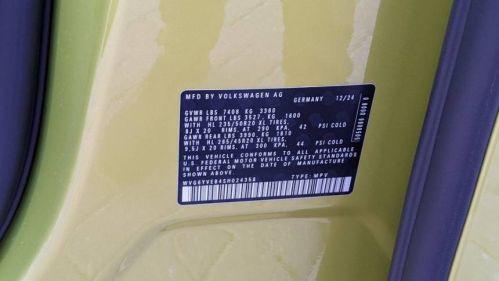 MFD BY VOLKSWAGEN AG GERMANY 12/24
GVWR LBS 7408 KG 3360
GAWR FRONT LBS 3527. KG 1600
WITH HL 235/50R20 XL TIRES.
8J X 20 RIMS. AT 290 KPA. 42 PSI COLD
GAWR REAR LBS 3990 KG 1810
WITH HL 265/45R20 XL TIRES.
9.5J X 20 RIMS. AT 300 KPA. 44 PSI COLD
THIS VEHICLE CONFORMS TO ALL APPLICABLE
FEDERAL MOTOR VEHICLE SAFETY STANDARDS
IN EFFECT ON THE DATE OF MANUFACTURE
SHOWN ABOVE.
TYPE: MPV